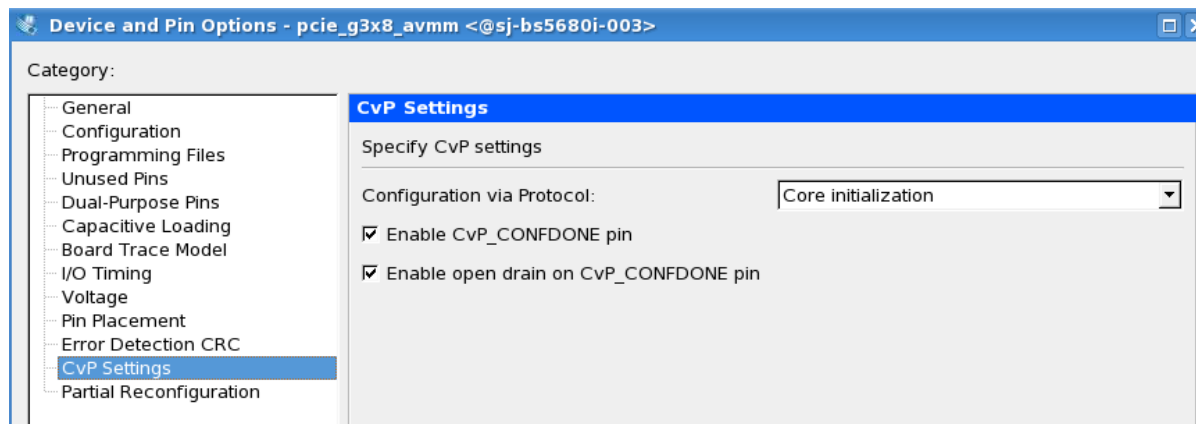 Device and Pin Options - pcie_g3x8_avmm <@sj-bs5680i-003>
Category:
General
Configuration
Programming Files
Unused Pins
Dual-Purpose Pins
Capacitive Loading
Board Trace Model
I/O Timing
Voltage
Pin Placement
Error Detection CRC
CvP Settings
Partial Reconfiguration
CvP Settings
Specify CvP settings
Configuration via Protocol: Core initialization
Enable CvP_CONFDONE pin
Enable open drain on CvP_CONFDONE pin